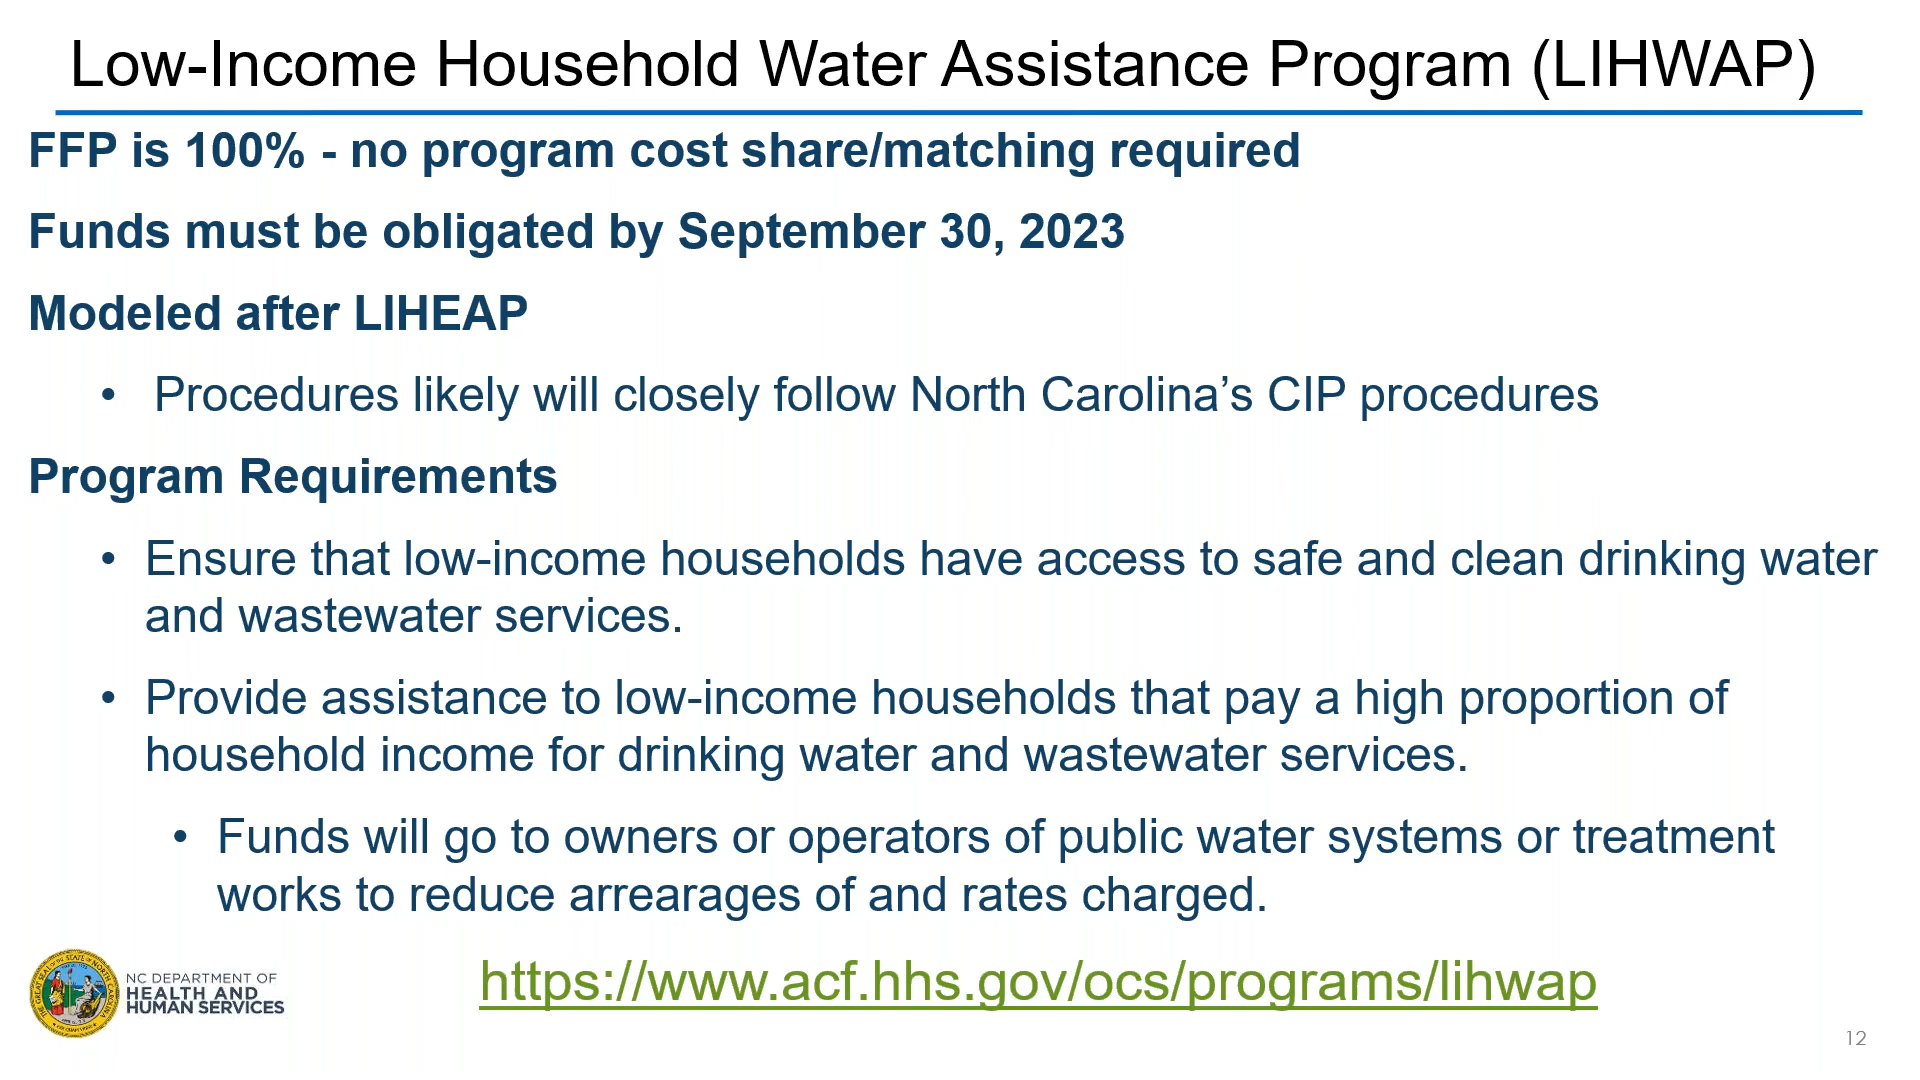 Low-Income Household Water Assistance Program (LIHWAP)
FFP is 100% - no program cost share/matching required
Funds must be obligated by September 30, 2023
Modeled after LIHEAP
• Procedures likely will closely follow North Carolina’s CIP procedures
Program Requirements
• Ensure that low-income households have access to safe and clean drinking water
and wastewater services.
• Provide assistance to low-income households that pay a high proportion of
household income for drinking water and wastewater services.
• Funds will go to owners or operators of public water systems or treatment
works to reduce arrearages of and rates charged.
NC DEPARTMENT OF
HEALTH AND
HUMAN SERVICES
https://www.acf.hhs.gov/ocs/programs/lihwap
12